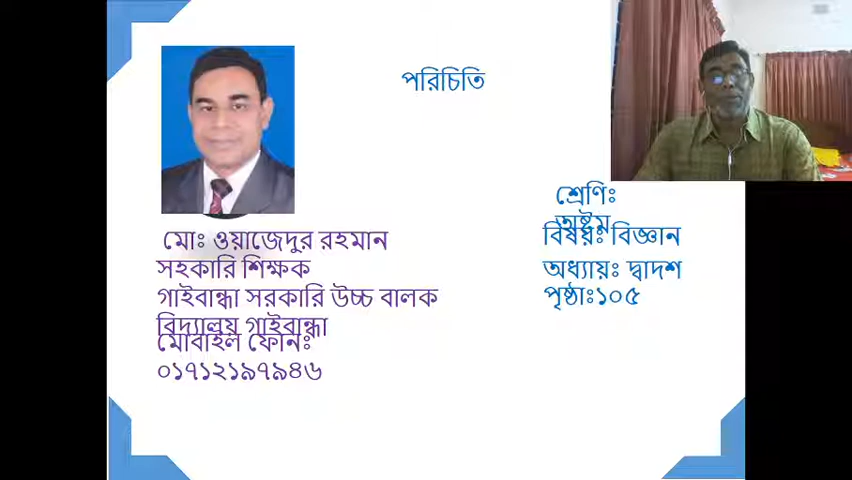 পরিচিতি
মোঃ ওয়াজেদুর রহমান
সহকারি শিক্ষক
গাইবান্ধা সরকারি উচ্চ বালক
বিদ্যালয় গাইবান্ধা
মোবাইল ফোনঃ
০১৭১২১৯৭৯৪৬
শ্রেণিঃ
অষ্টম
বিষয়ঃ বিজ্ঞান
অধ্যায়ঃ দ্বাদশ
পৃষ্ঠাঃ১০৫